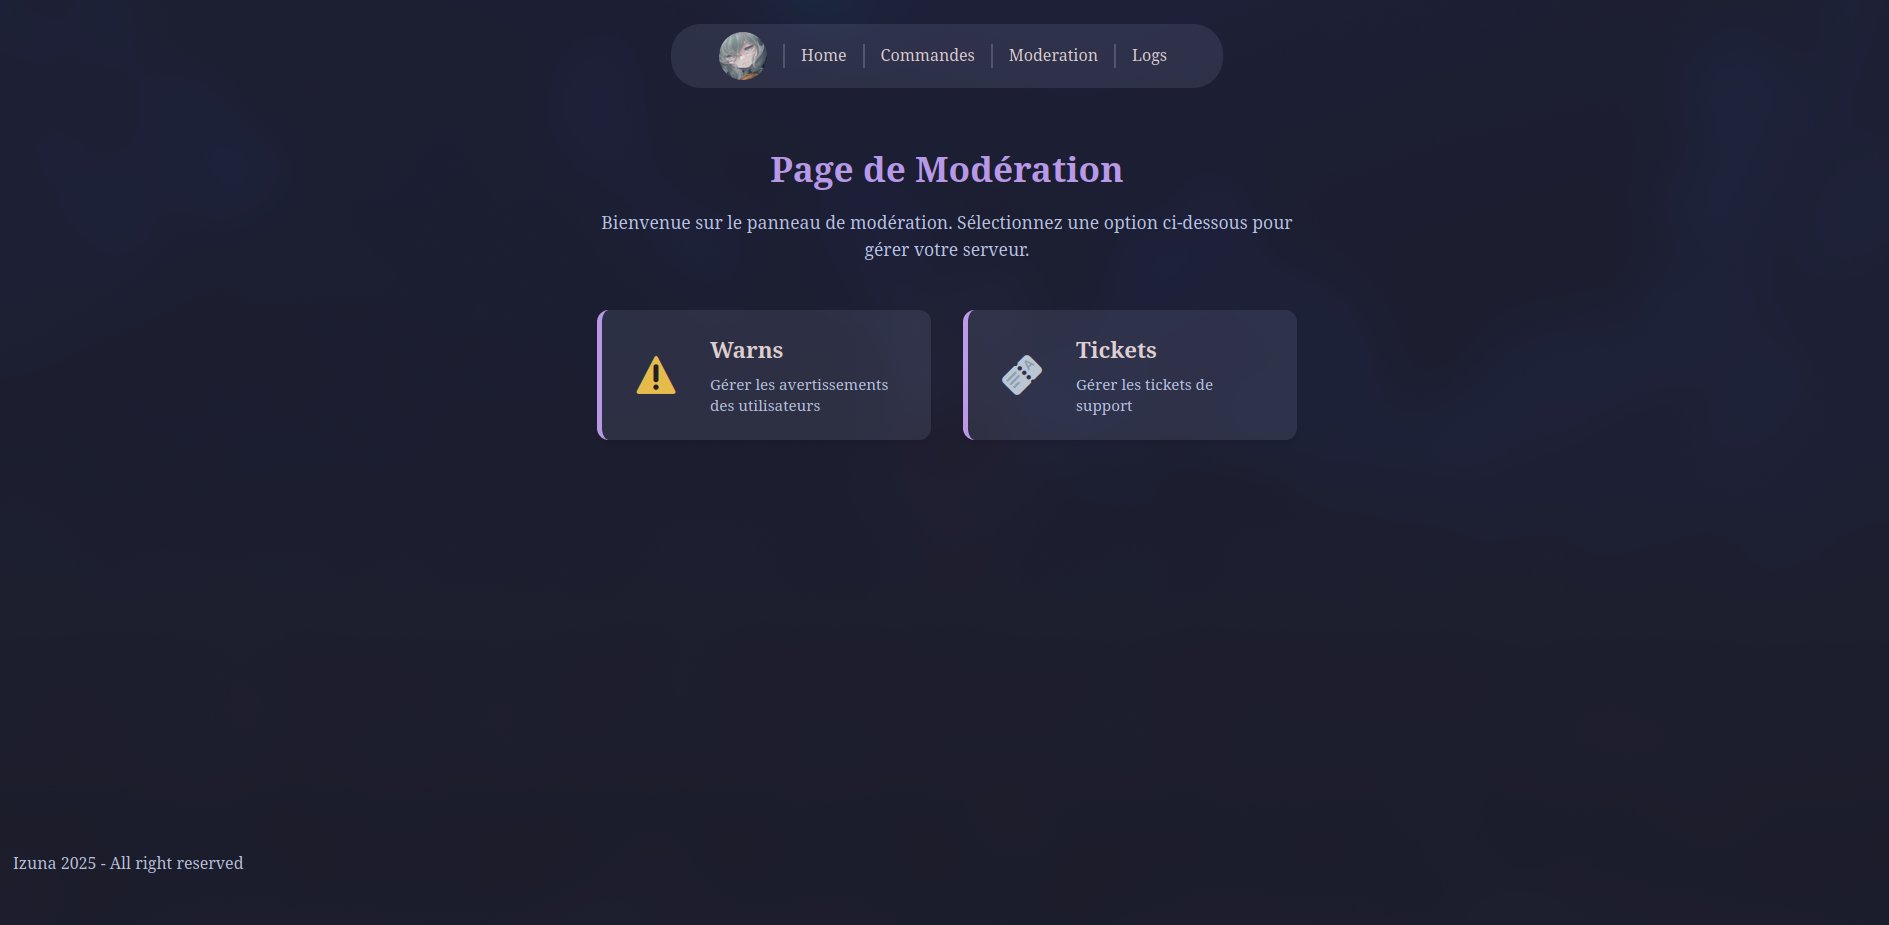 Home
Commandes
Moderation
Logs
Page de Modération
Bienvenue sur le panneau de modération. Sélectionnez une option ci-dessous pour
gérer votre serveur.
Warns
Gérer les avertissements
des utilisateurs
Tickets
Gérer les tickets de
support
Izuna 2025 - All right reserved